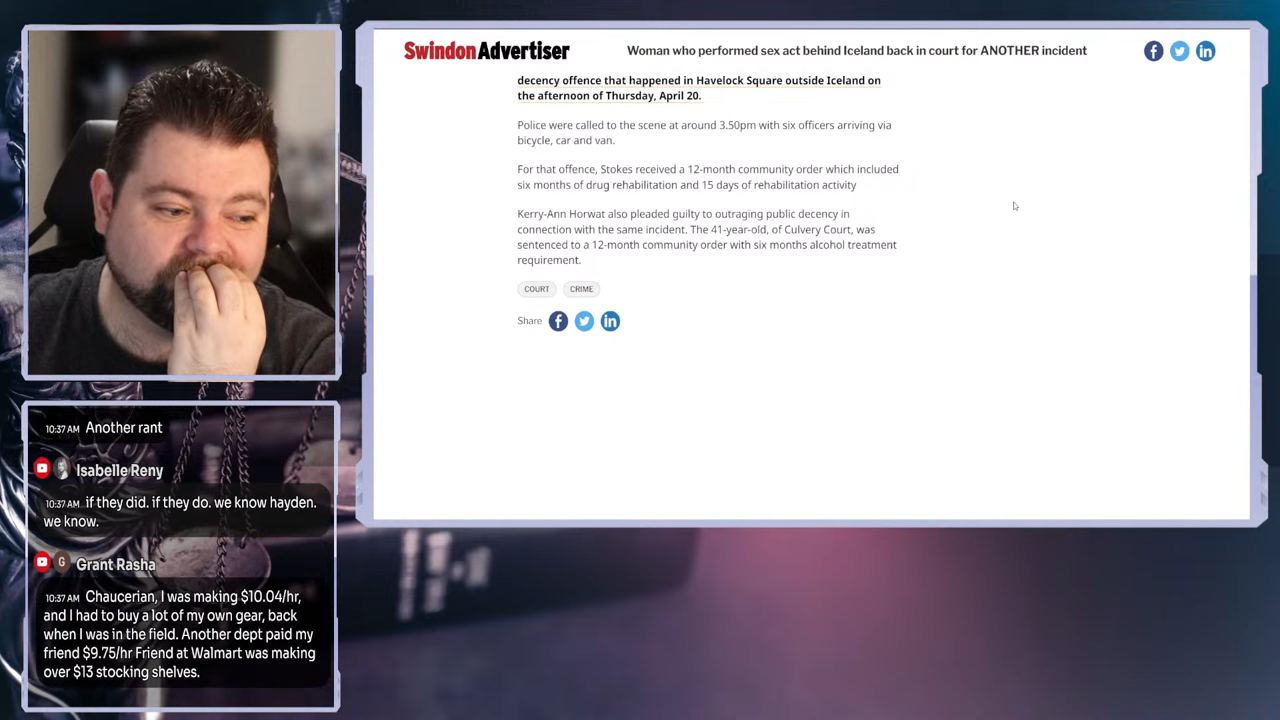 SwindonAdvertiser
Woman who performed sex act behind Iceland back in court for ANOTHER incident
decency offence that happened in Havelock Square outside Iceland on
the afternoon of Thursday, April 20.
Police were called to the scene at around 3.50pm with six officers arriving via
bicycle, car and van.
For that offence, Stokes received a 12-month community order which included
six months of drug rehabilitation and 15 days of rehabilitation activity
Kerry-Ann Horwat also pleaded guilty to outraging public decency in
connection with the same incident. The 41-year-old, of Culvery Court, was
sentenced to a 12-month community order with six months alcohol treatment
requirement.
COURT
CRIME
Share
10:37 AM Another rant
Isabelle Reny
10:37 AM if they did. if they do. we know hayden.
we know.
G Grant Rasha
10:37 AM Chaucerian, I was making $10.04/hr,
and I had to buy a lot of my own gear, back
when I was in the field. Another dept paid my
friend $9.75/hr Friend at Walmart was making
over $13 stocking shelves.